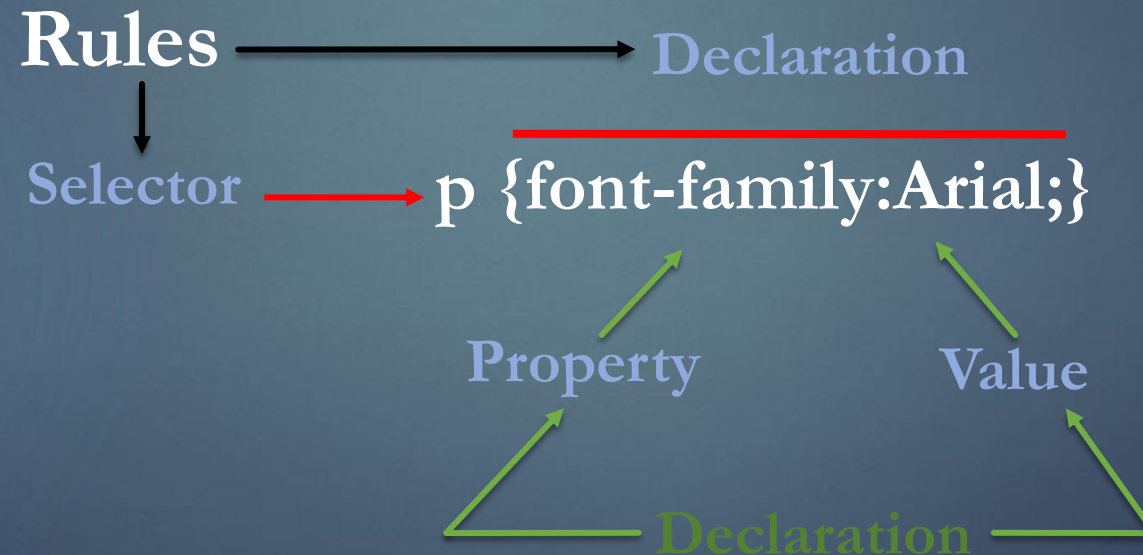 Rules
Declaration
Selector
p {font-family:Arial;}
Property
Value
Declaration